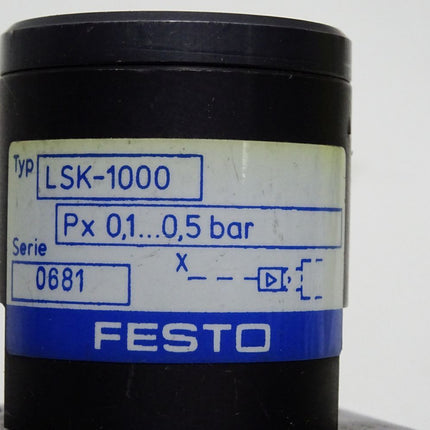 Typ LSK-1000
Px 0,1...0,5 bar
Serie
0681
X
FESTO